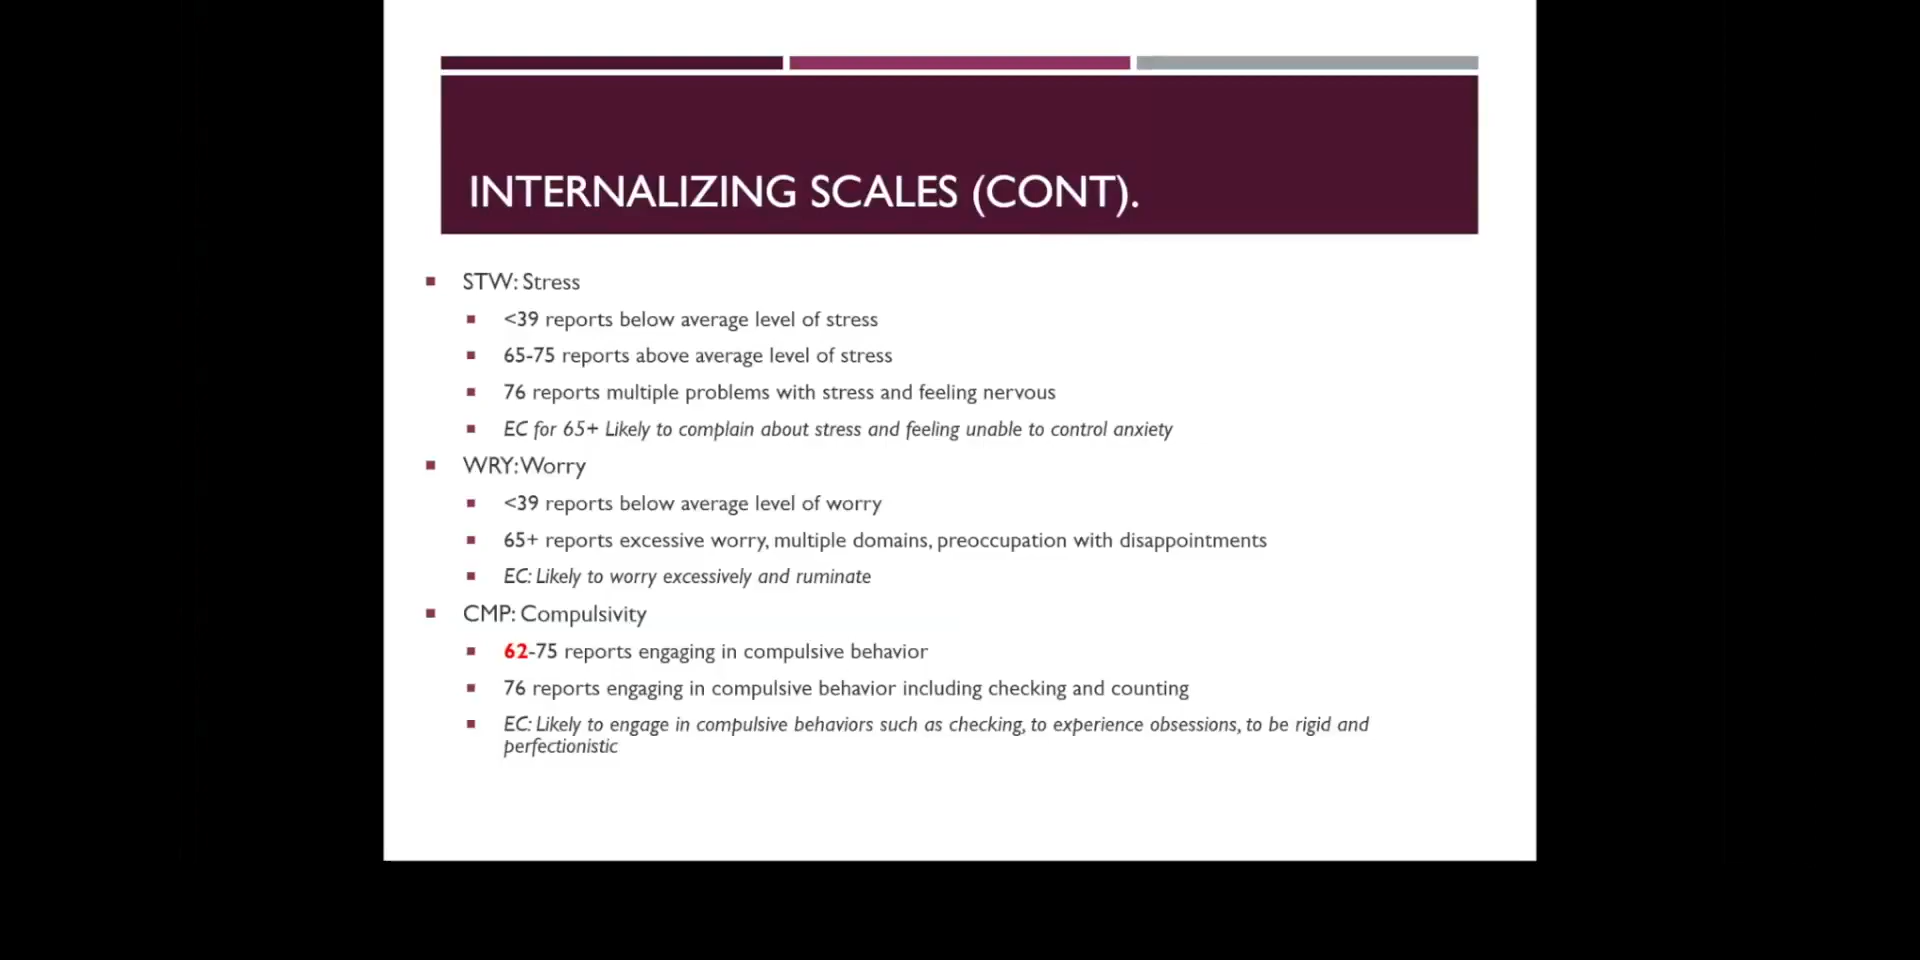 INTERNALIZING SCALES (CONT).
STW: Stress
<39 reports below average level of stress
65-75 reports above average level of stress
76 reports multiple problems with stress and feeling nervous
EC for 65+ Likely to complain about stress and feeling unable to control anxiety
WRY: Worry
<39 reports below average level of worry
65+ reports excessive worry, multiple domains, preoccupation with disappointments
EC: Likely to worry excessively and ruminate
CMP: Compulsivity
62-75 reports engaging in compulsive behavior
76 reports engaging in compulsive behavior including checking and counting
EC: Likely to engage in compulsive behaviors such as checking, to experience obsessions, to be rigid and
perfectionistic